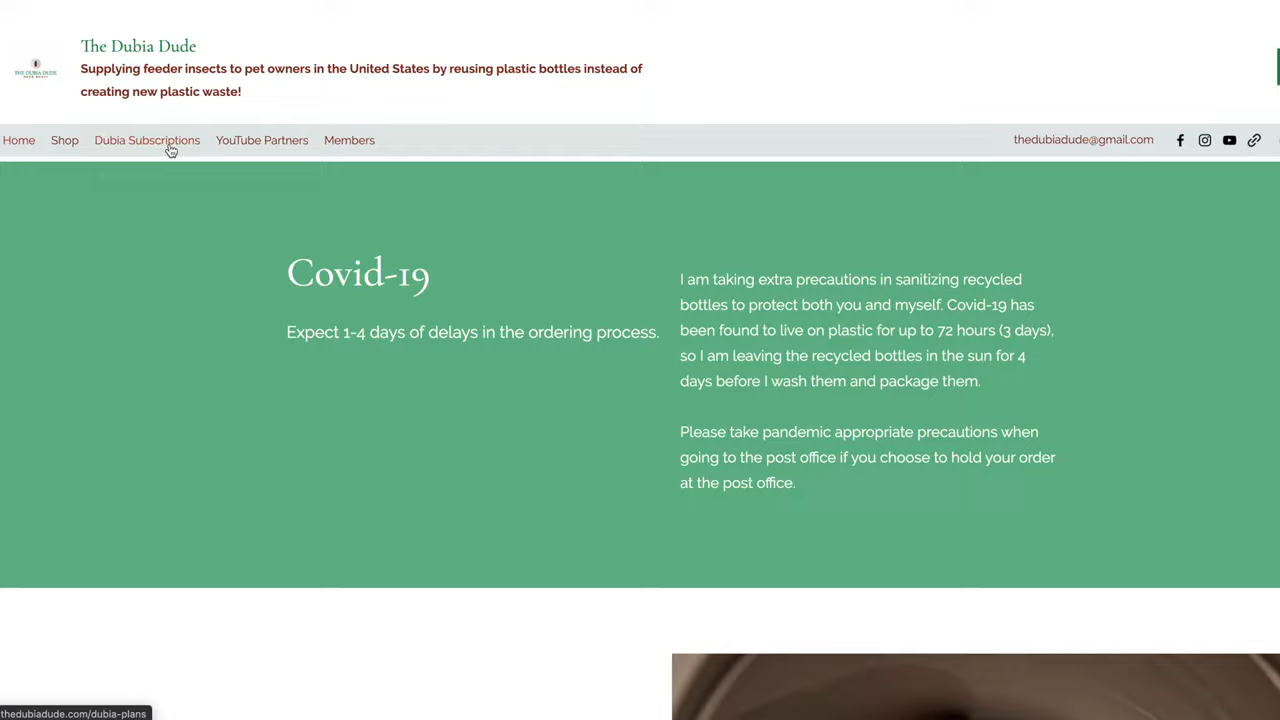 The Dubia Dude
THE DUBIA DUDE
Supplying feeder insects to pet owners in the United States by reusing plastic bottles instead of
creating new plastic waste!
Home Shop Dubia Subscriptions YouTube Partners Members thedubiadude@gmail.com
Covid-19
Expect 1-4 days of delays in the ordering process.
I am taking extra precautions in sanitizing recycled
bottles to protect both you and myself. Covid-19 has
been found to live on plastic for up to 72 hours (3 days),
so I am leaving the recycled bottles in the sun for 4
days before I wash them and package them.
Please take pandemic appropriate precautions when
going to the post office if you choose to hold your order
at the post office.
thedubiadude.com/dubia-plans